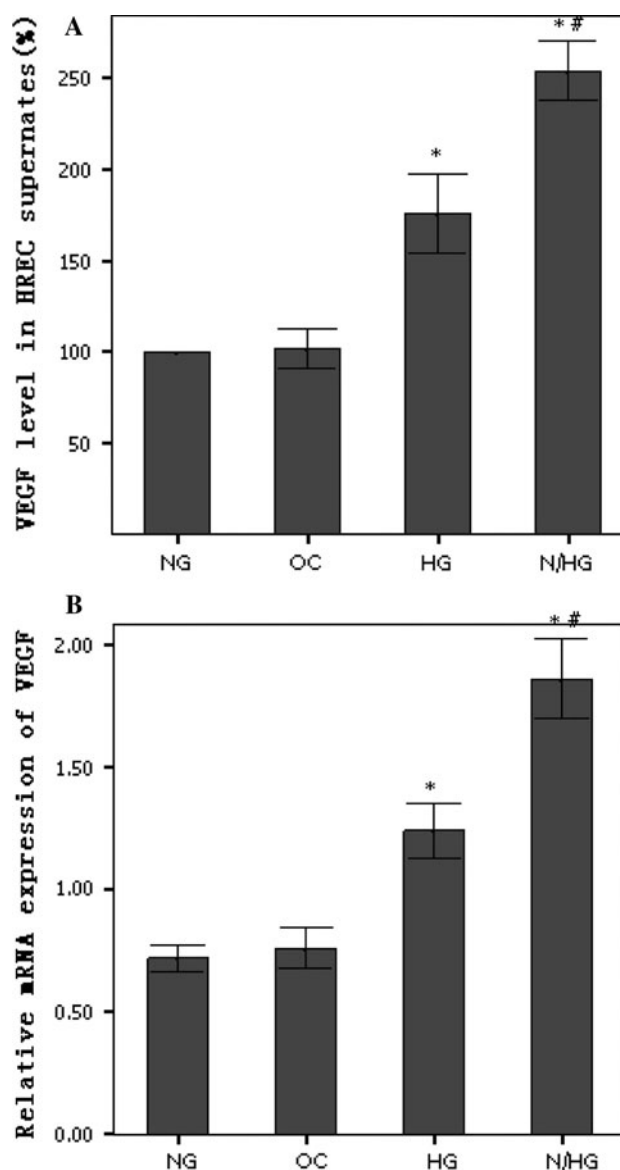 A
VEGF level in HREC supernates(%)
* #
250
200
*
150
100
50
NG OC HG N/HG
B
Relative mRNA expression of VEGF
* #
2.00
1.50
*
1.00
0.50
0.00
NG OC HG N/HG